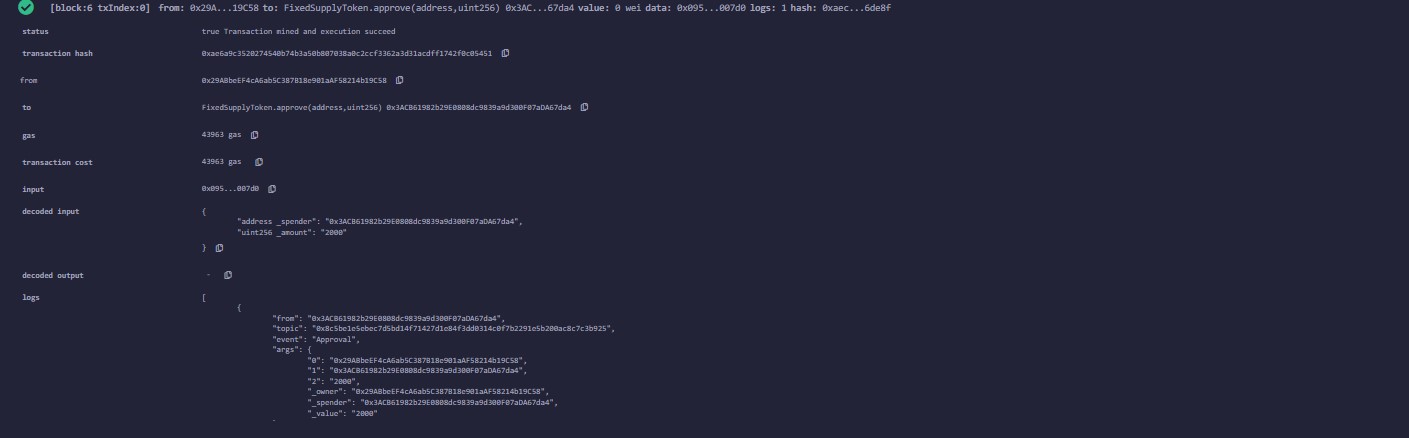 [block:6 txIndex:0] from: 0x29A...19C58 to: FixedSupplyToken.approve(address,uint256) 0x3AC...67da4 value: 0 wei data: 0x095...007d0 logs: 1 hash: 0xaec...6de8f
status true Transaction mined and execution succeed
transaction hash 0xae6a9c3520274540b74b3a50b807038a0c2ccf3362a3d31acdff1742f0c05451
from 0x29ABbeEF4cA6ab5C387B18e901aAF58214b19C58
to FixedSupplyToken.approve(address,uint256) 0x3ACB61982b29E0808dc9839a9d300F07aDA67da4
gas 43963 gas
transaction cost 43963 gas
input 0x095...007d0
decoded input {
"address _spender": "0x3ACB61982b29E0808dc9839a9d300F07aDA67da4",
"uint256 _amount": "2000"
}
decoded output -
logs [
{
"from": "0x3ACB61982b29E0808dc9839a9d300F07aDA67da4",
"topic": "0x8c5be1e5ebec7d5bd14f71427d1e84f3dd0314c0f7b2291e5b200ac8c7c3b925",
"event": "Approval",
"args": {
"0": "0x29ABbeEF4cA6ab5C387B18e901aAF58214b19C58",
"1": "0x3ACB61982b29E0808dc9839a9d300F07aDA67da4",
"2": "2000",
"_owner": "0x29ABbeEF4cA6ab5C387B18e901aAF58214b19C58",
"_spender": "0x3ACB61982b29E0808dc9839a9d300F07aDA67da4",
"_value": "2000"